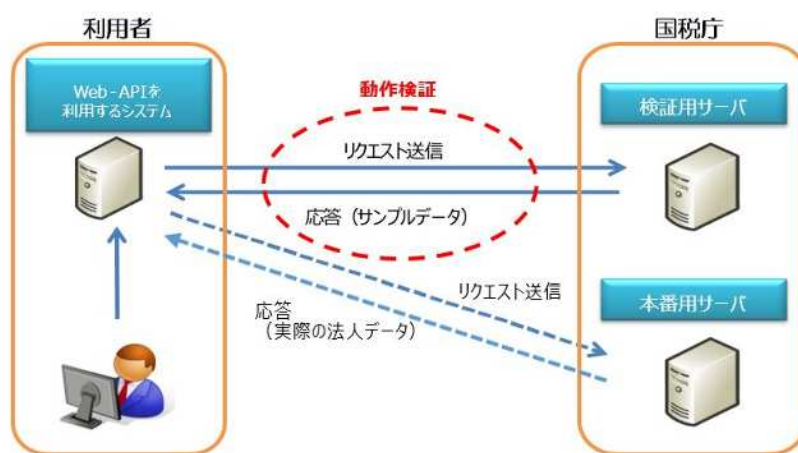 利用者
国税庁
Web-APIを
利用するシステム
動作検証
検証用サーバ
リクエスト送信
応答（サンプルデータ）
リクエスト送信
本番用サーバ
応答
（実際の法人データ）